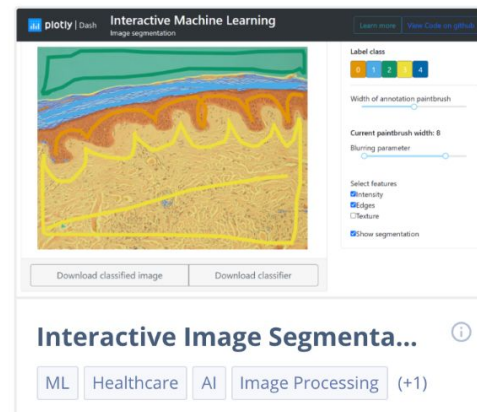 plotly | Dash
Interactive Machine Learning
Image segmentation
Learn more
View Code on github
Label class
0 1 2 3 4
Width of annotation paintbrush
Current paintbrush width: 8
Blurring parameter
Select features
Intensity
Edges
Texture
Show segmentation
Download classified image
Download classifier
Interactive Image Segmenta...
ML Healthcare AI Image Processing (+1)